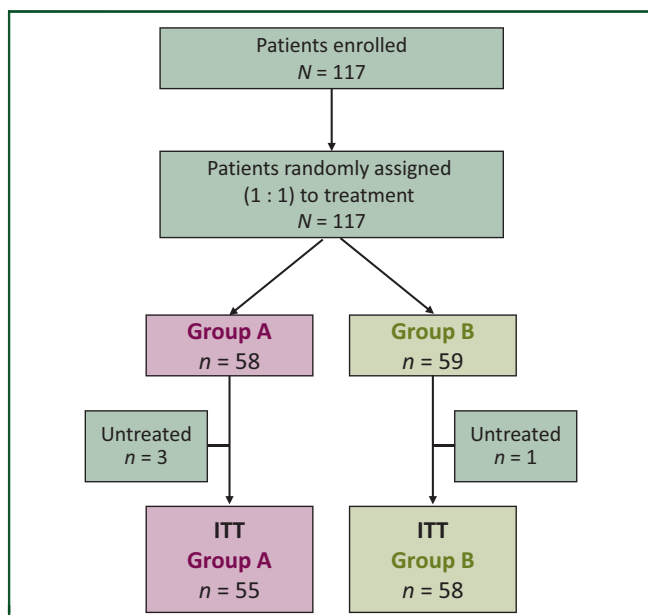 Patients enrolled
N = 117
Patients randomly assigned
(1 : 1) to treatment
N = 117
Group A
n = 58
Group B
n = 59
Untreated
n = 3
Untreated
n = 1
ITT
Group A
n = 55
ITT
Group B
n = 58